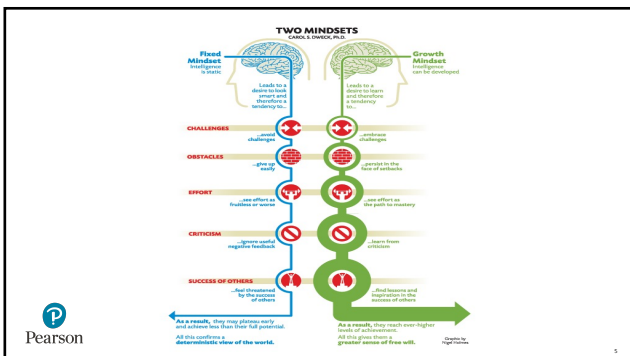 TWO MINDSETS
CAROL S. DWECK, Ph.D.
Fixed
Mindset
Intelligence
is static
Growth
Mindset
Intelligence
can be developed
Leads to a
desire to look
smart and
therefore a
tendency to...
Leads to a
desire to learn
and therefore
a tendency
to...
CHALLENGES
...avoid
challenges
...embrace
challenges
OBSTACLES
...give up
easily
...persist in the
face of setbacks
EFFORT
...see effort as
fruitless or worse
...see effort as
the path to mastery
CRITICISM
...ignore useful
negative feedback
...learn from
criticism
SUCCESS OF OTHERS
...feel threatened
by the success
of others
...find lessons and
inspiration in the
success of others
As a result, they may plateau early
and achieve less than their full potential.
All this confirms a
deterministic view of the world.
As a result, they reach ever-higher
levels of achievement.
All this gives them a
greater sense of free will.
Graphic by
Nigel Holmes
P
Pearson
5